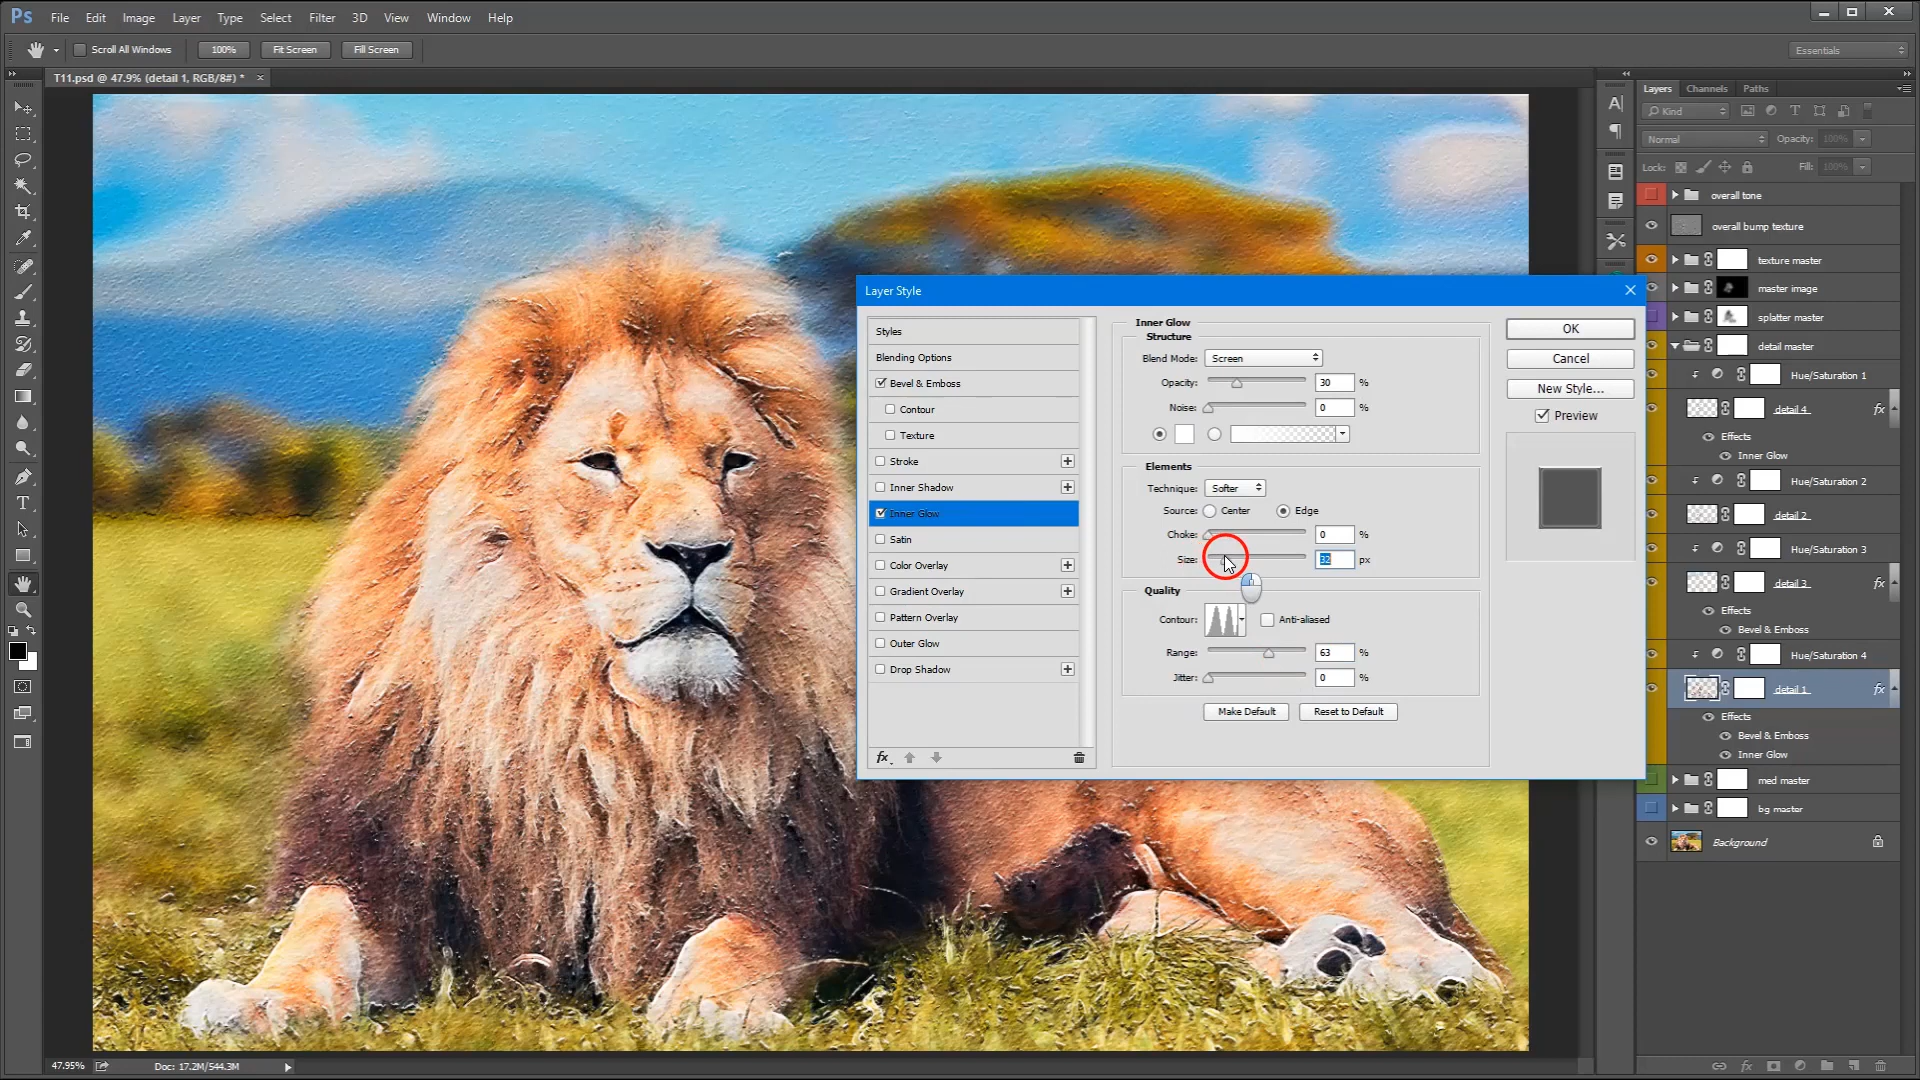 Ps File Edit Image Layer Type Select Filter 3D View Window Help
Scroll All Windows 100% Fit Screen Fill Screen Essentials
T11.psd @ 47.9% (detail 1, RGB/8#) *
Layers Channels Paths
Kind
Normal Opacity: 100%
Lock: Fill: 100%
overall tone
overall bump texture
texture master
master image
splatter master
detail master
Hue/Saturation 1
detail 4 fx
Effects
Inner Glow
Hue/Saturation 2
detail 2
Hue/Saturation 3
detail 3 fx
Effects
Bevel & Emboss
Hue/Saturation 4
detail 1 fx
Effects
Bevel & Emboss
Inner Glow
med master
bg master
Background
Layer Style
Styles
Blending Options
Bevel & Emboss
Contour
Texture
Stroke
Inner Shadow
Inner Glow
Satin
Color Overlay
Gradient Overlay
Pattern Overlay
Outer Glow
Drop Shadow
fx
Inner Glow
Structure
Blend Mode: Screen
Opacity: 30 %
Noise: 0 %
Elements
Technique: Softer
Source: Center Edge
Choke: 0 %
Size: 32 px
Quality
Contour: Anti-aliased
Range: 63 %
Jitter: 0 %
Make Default Reset to Default
OK
Cancel
New Style...
Preview
47.95% Doc: 17.2M/544.3M
fx